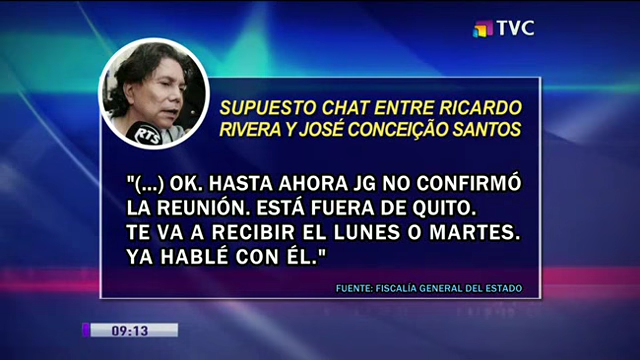 TVC
RTS
SUPUESTO CHAT ENTRE RICARDO
RIVERA Y JOSÉ CONCEIÇÃO SANTOS
"(...) OK. HASTA AHORA JG NO CONFIRMÓ
LA REUNIÓN. ESTÁ FUERA DE QUITO.
TE VA A RECIBIR EL LUNES O MARTES.
YA HABLÉ CON ÉL."
FUENTE: FISCALÍA GENERAL DEL ESTADO
09:13